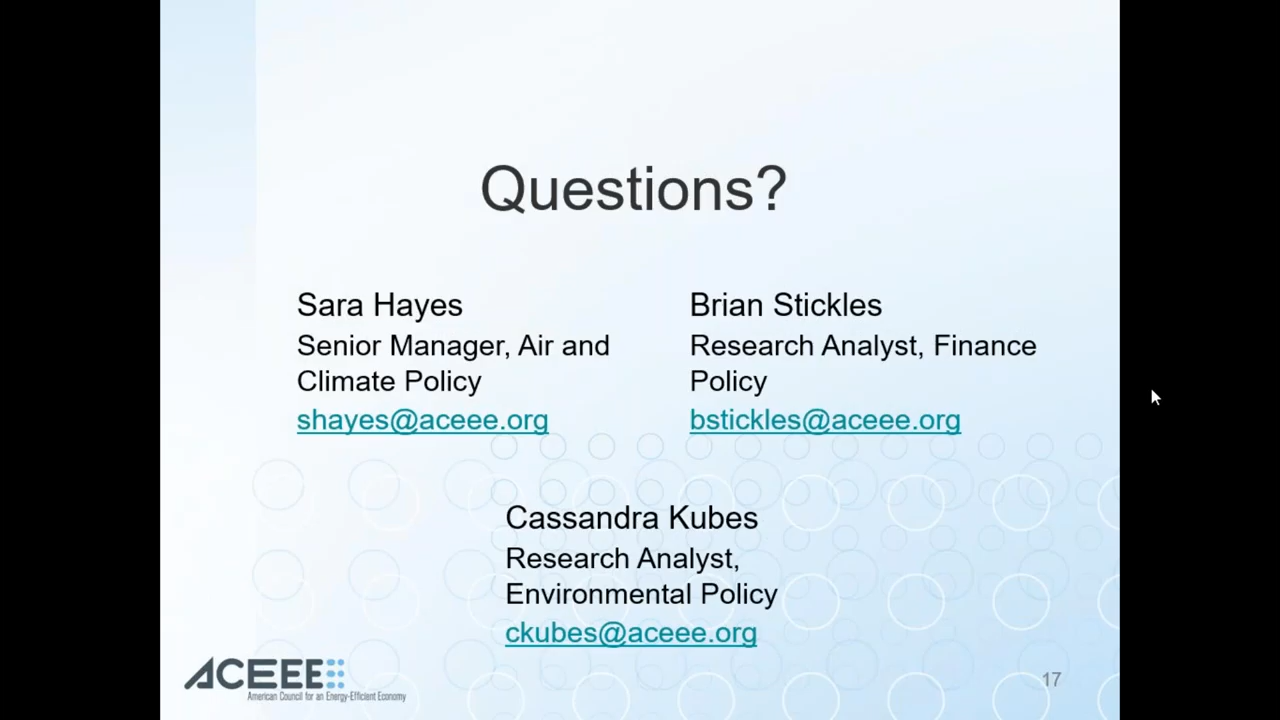 Questions?
Sara Hayes
Senior Manager, Air and
Climate Policy
shayes@aceee.org
Brian Stickles
Research Analyst, Finance
Policy
bstickles@aceee.org
Cassandra Kubes
Research Analyst,
Environmental Policy
ckubes@aceee.org
ACEEE
American Council for an Energy-Efficient Economy
17